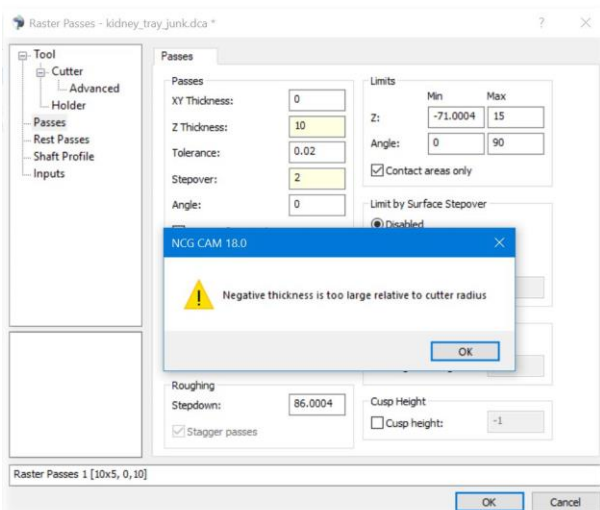 Raster Passes - kidney_tray_junk.dca *
Tool
Cutter
Advanced
Holder
Passes
Rest Passes
Shaft Profile
Inputs
Passes
Passes
XY Thickness: 0
Z Thickness: 10
Tolerance: 0.02
Stepover: 2
Angle: 0
Limits
Min Max
Z: -71.0004 15
Angle: 0 90
Contact areas only
Limit by Surface Stepover
Disabled
NCG CAM 18.0
Negative thickness is too large relative to cutter radius
OK
Roughing
Stepdown: 86.0004
Stagger passes
Cusp Height
Cusp height: -1
Raster Passes 1 [10x5, 0,10]
OK Cancel